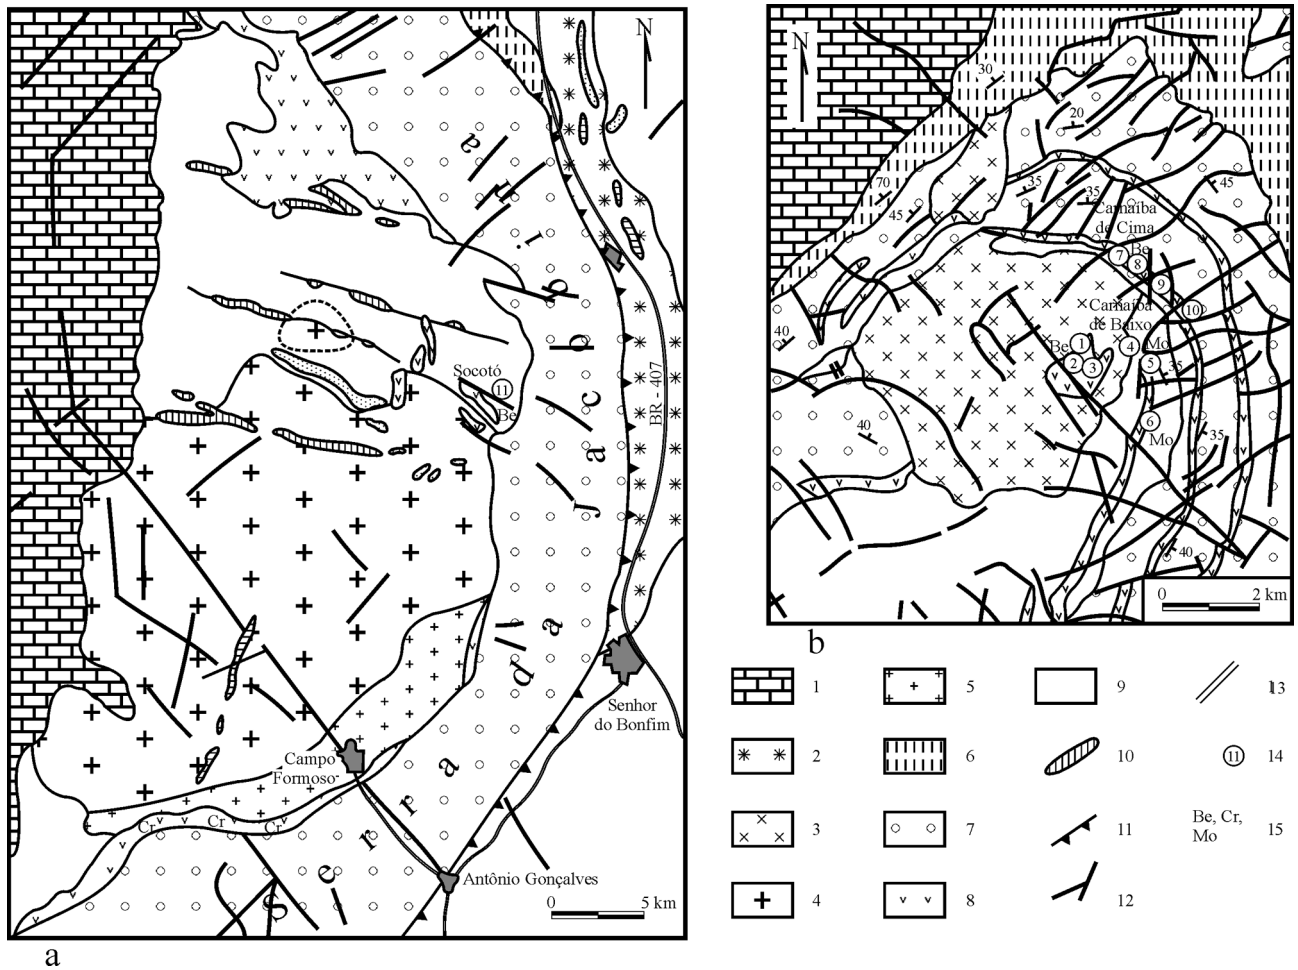 N
Serra da Jacobina
BR - 407
Socotó
11
Be
Senhor
do Bonfim
Campo
Formoso
Cr
Cr
Cr
Antônio Gonçalves
0 5 km
a
N
30
20
70
45
35
35
45
Carnaíba
de Cima
Be
7
8
9
Carnaíba
de Baixo
10
40
Be
1
4
Mo
2
3
5
35
6
Mo
40
35
40
0 2 km
b
1 5 9 13
2 6 10 11 14
3 7 11 Be, Cr,
Mo 15
4 8 12